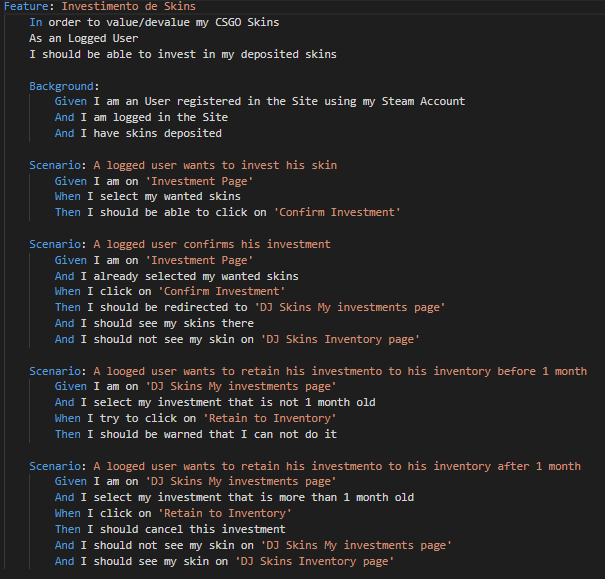 Feature: Investimento de Skins
In order to value/devalue my CSGO Skins
As an Logged User
I should be able to invest in my deposited skins
Background:
Given I am an User registered in the Site using my Steam Account
And I am logged in the Site
And I have skins deposited
Scenario: A logged user wants to invest his skin
Given I am on 'Investment Page'
When I select my wanted skins
Then I should be able to click on 'Confirm Investment'
Scenario: A logged user confirms his investment
Given I am on 'Investment Page'
And I already selected my wanted skins
When I click on 'Confirm Investment'
Then I should be redirected to 'DJ Skins My investments page'
And I should see my skins there
And I should not see my skin on 'DJ Skins Inventory page'
Scenario: A looged user wants to retain his investmento to his inventory before 1 month
Given I am on 'DJ Skins My investments page'
And I select my investment that is not 1 month old
When I try to click on 'Retain to Inventory'
Then I should be warned that I can not do it
Scenario: A looged user wants to retain his investmento to his inventory after 1 month
Given I am on 'DJ Skins My investments page'
And I select my investment that is more than 1 month old
When I click on 'Retain to Inventory'
Then I should cancel this investment
And I should not see my skin on 'DJ Skins My investments page'
And I should see my skin on 'DJ Skins Inventory page'